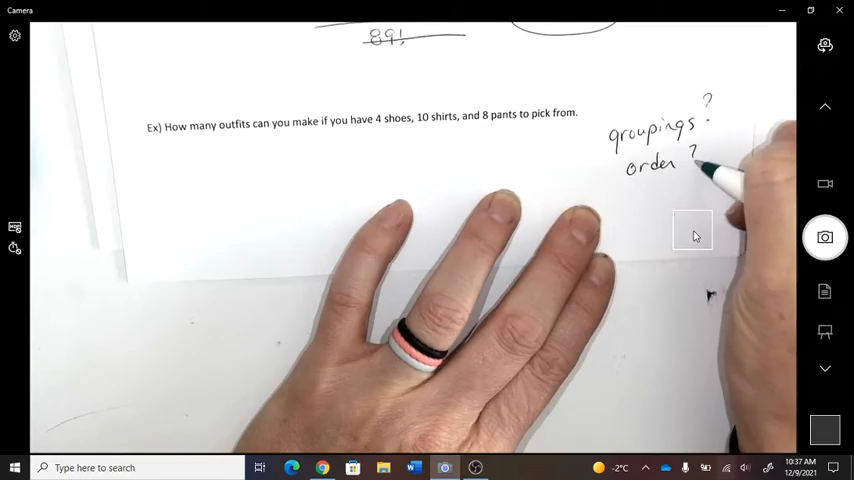 Camera
89!
Ex) How many outfits can you make if you have 4 shoes, 10 shirts, and 8 pants to pick from.
groupings?
order?
Type here to search
-2°C
10:37 AM
12/9/2021